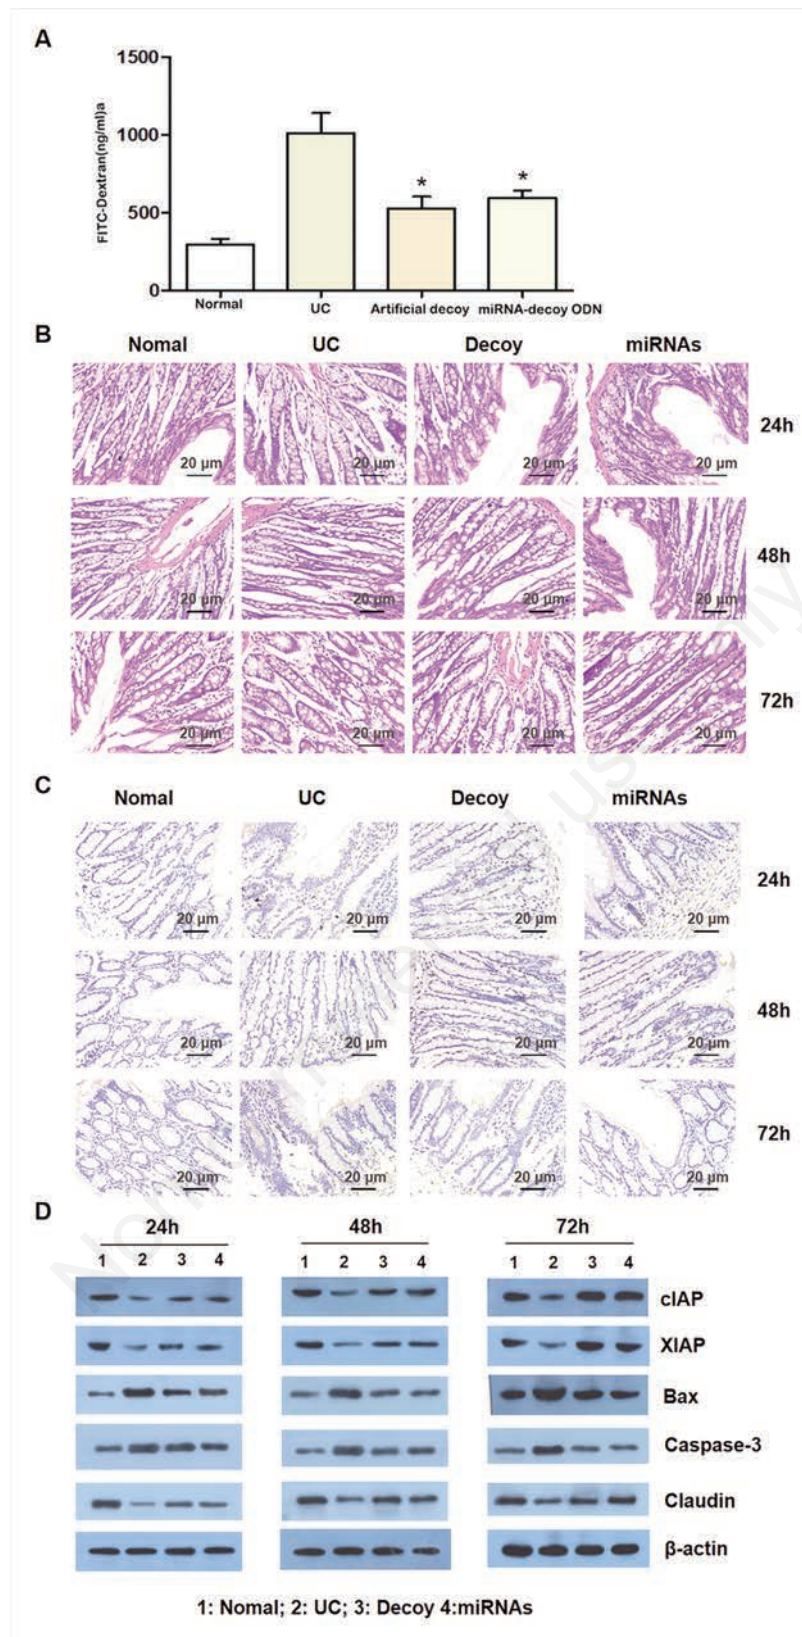 A
1500
1000
500
0
FITC-Dextran(ng/ml)a
*
*
Normal
UC
Artificial decoy
miRNA-decoy ODN
B
Nomal UC Decoy miRNAs
20 µm 20 µm 20 µm 20 µm
24h
20 µm 20 µm 20 µm 20 µm
48h
20 µm 20 µm 20 µm 20 µm
72h
C
Nomal UC Decoy miRNAs
20 µm 20 µm 20 µm 20 µm
24h
20 µm 20 µm 20 µm 20 µm
48h
20 µm 20 µm 20 µm 20 µm
72h
D
24h 48h 72h
1 2 3 4 1 2 3 4 1 2 3 4
cIAP
XIAP
Bax
Caspase-3
Claudin
β-actin
1: Nomal; 2: UC; 3: Decoy 4:miRNAs